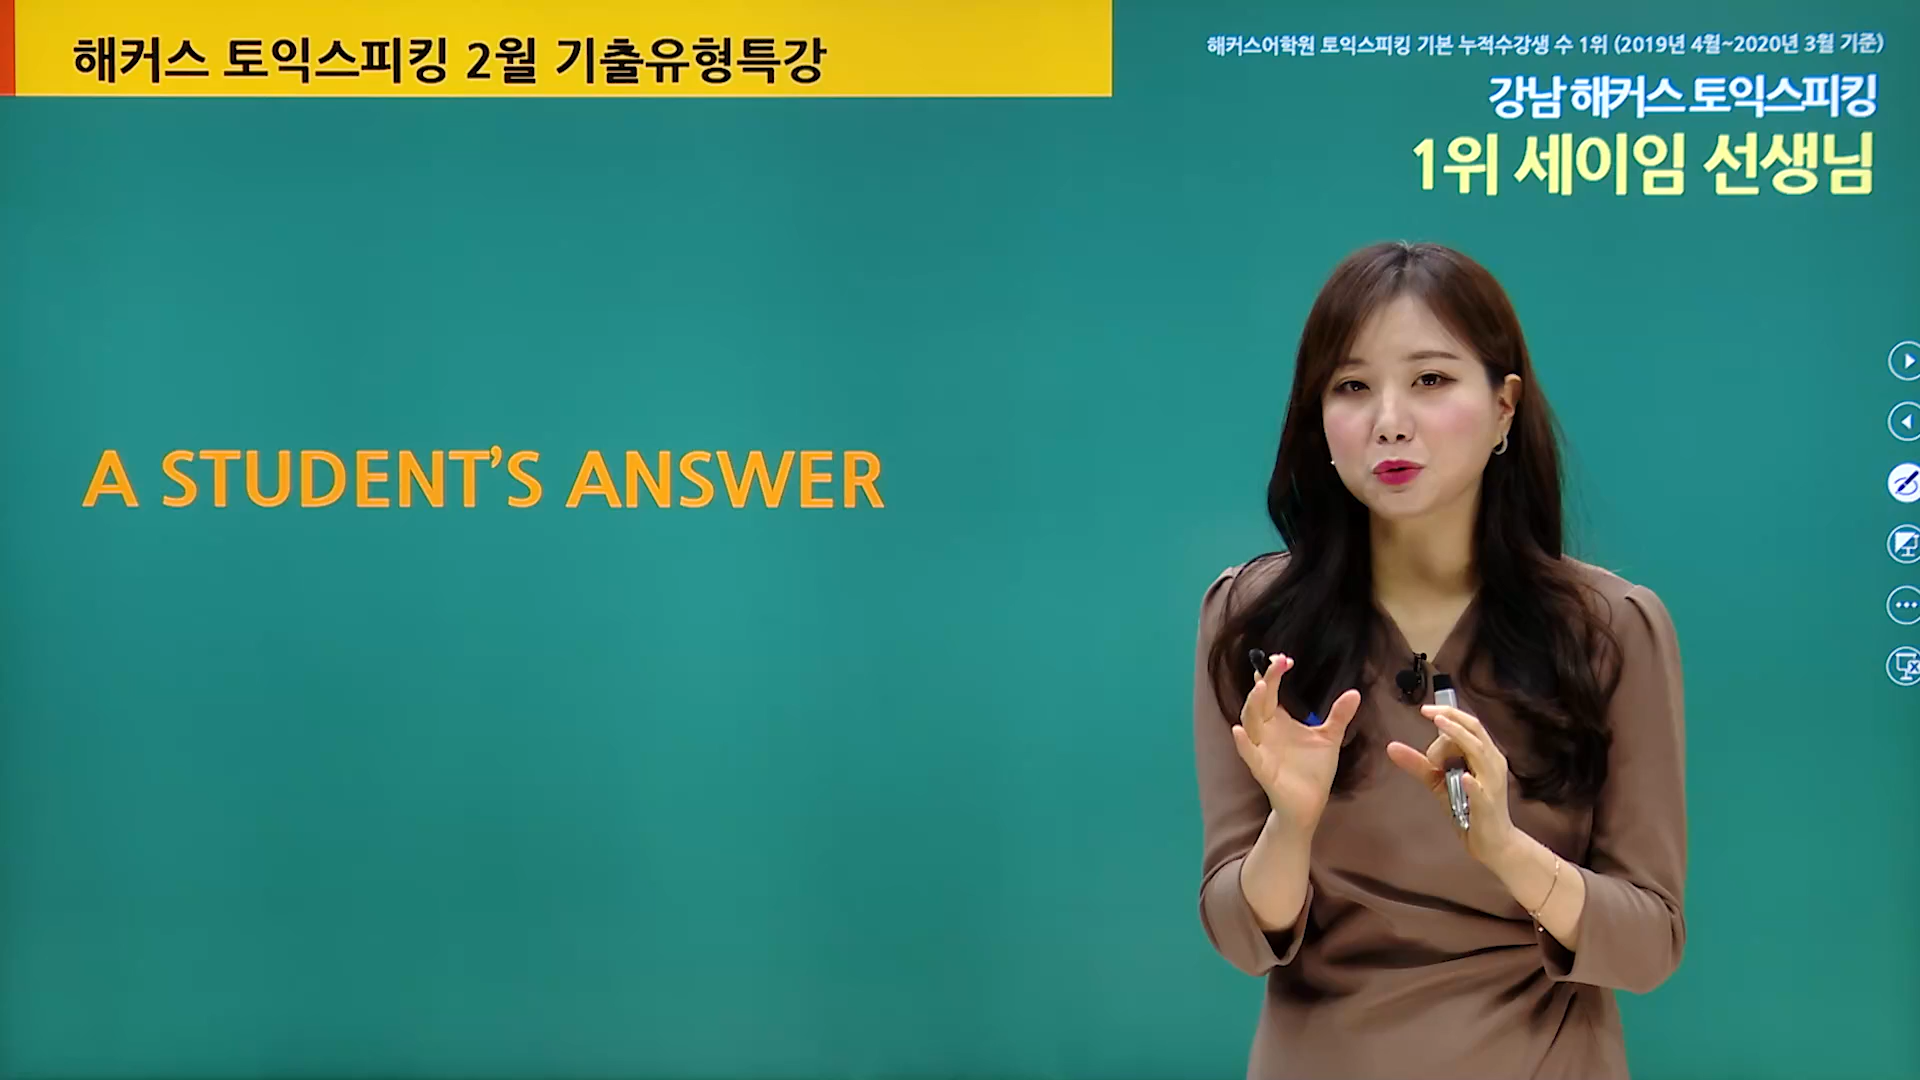 해커스 토익스피킹 2월 기출유형특강
해커스어학원 토익스피킹 기본 누적수강생 수 1위 (2019년 4월~2020년 3월 기준)
강남 해커스 토익스피킹
1위 세이임 선생님
A STUDENT’S ANSWER